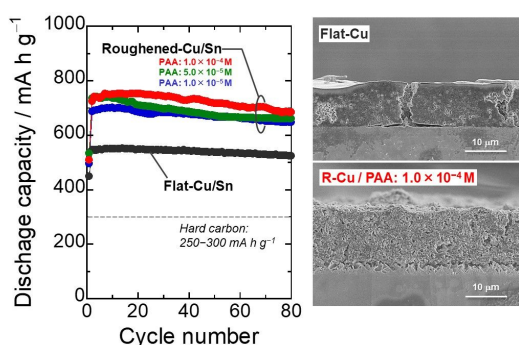 Discharge capacity / mA h g⁻¹
1000
800
600
400
200
0
0
20
40
60
80
Cycle number
Roughened-Cu/Sn
PAA: 1.0 × 10⁻⁴ M
PAA: 5.0 × 10⁻⁵ M
PAA: 1.0 × 10⁻⁵ M
Flat-Cu/Sn
Hard carbon:
250−300 mA h g⁻¹
Flat-Cu
10 μm
R-Cu / PAA: 1.0 × 10⁻⁴ M
10 μm